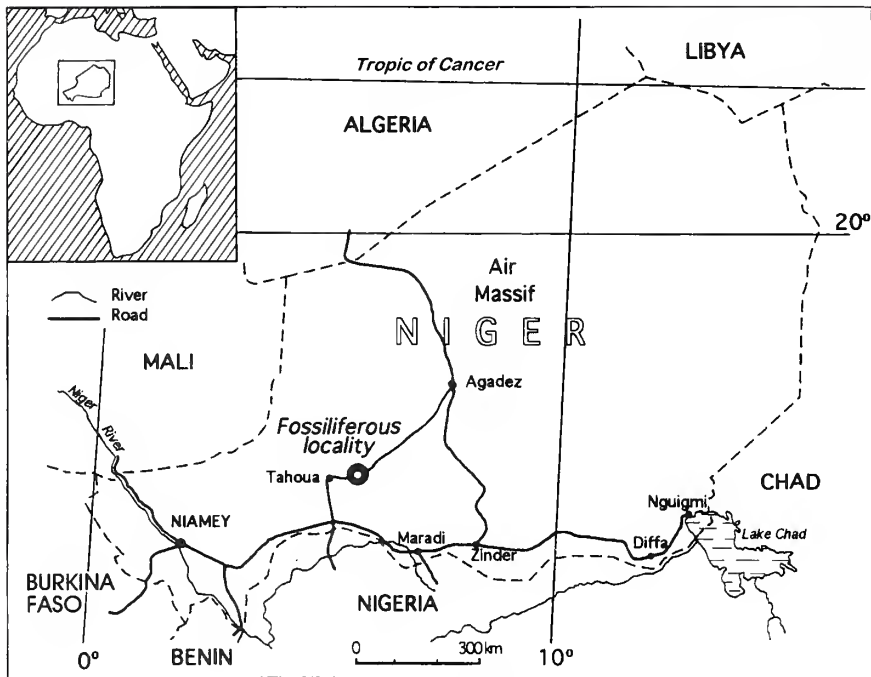 LIBYA
Tropic of Cancer
ALGERIA
20°
Air
Massif
River
Road
NIGER
MALI
Agadez
Niger
River
Fossiliferous
locality
Tahoua
CHAD
Nguigmi
NIAMEY
Lake Chad
Maradi
Zinder
Diffa
BURKINA
FASO
NIGERIA
0
300 km
0°
BENIN
10°